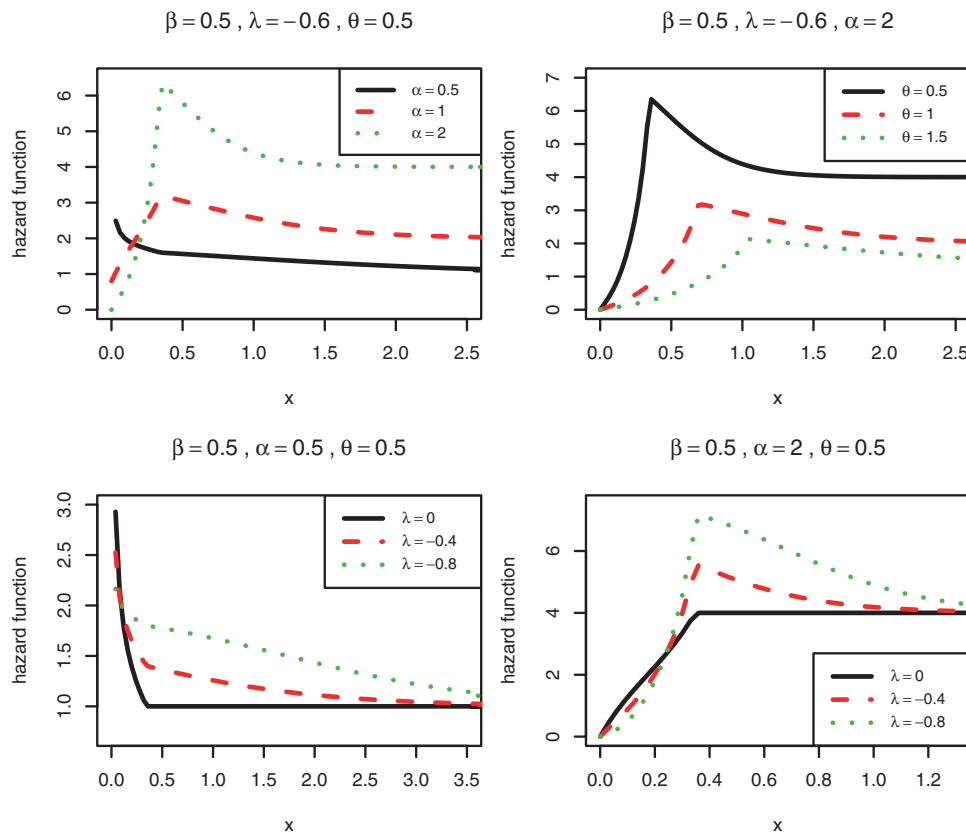 β = 0.5 , λ = −0.6 , θ = 0.5
hazard function
0 1 2 3 4 5 6
α = 0.5
α = 1
α = 2
0.0 0.5 1.0 1.5 2.0 2.5
x
β = 0.5 , λ = −0.6 , α = 2
hazard function
0 1 2 3 4 5 6 7
θ = 0.5
θ = 1
θ = 1.5
0.0 0.5 1.0 1.5 2.0 2.5
x
β = 0.5 , α = 0.5 , θ = 0.5
hazard function
1.0 1.5 2.0 2.5 3.0
λ = 0
λ = −0.4
λ = −0.8
0.0 0.5 1.0 1.5 2.0 2.5 3.0 3.5
x
β = 0.5 , α = 2 , θ = 0.5
hazard function
0 2 4 6
λ = 0
λ = −0.4
λ = −0.8
0.0 0.2 0.4 0.6 0.8 1.0 1.2
x